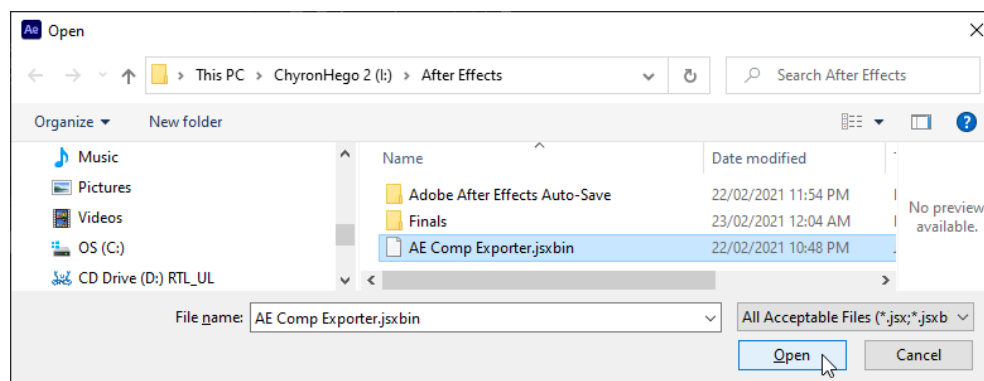 Ae Open
This PC > ChyronHego 2 (I:) > After Effects
Search After Effects
Organize
New folder
?
Music
Pictures
Videos
OS (C:)
CD Drive (D:) RTL_UL
Name
Date modified
Adobe After Effects Auto-Save
22/02/2021 11:54 PM
Finals
23/02/2021 12:04 AM
AE Comp Exporter.jsxbin
22/02/2021 10:48 PM
No preview
available.
File name:
AE Comp Exporter.jsxbin
All Acceptable Files (*.jsx;*.jsxb
Open
Cancel